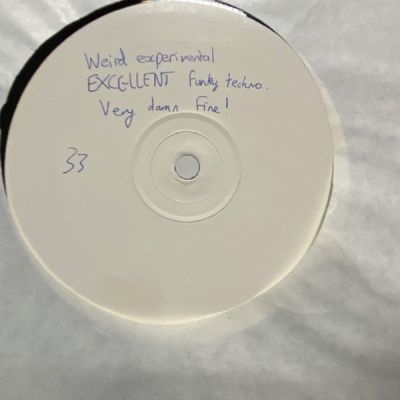 Weird experimental
EXCELLENT funky techno.
Very damn fine!
33